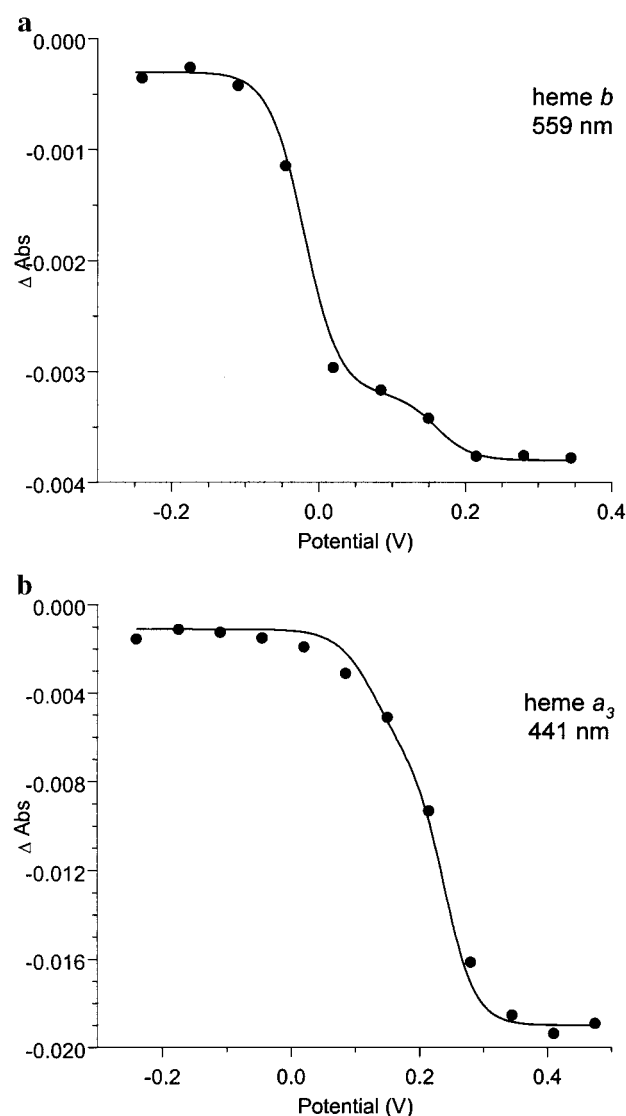 a
0.000
-0.001
-0.002
-0.003
-0.004
Δ Abs
heme b
559 nm
-0.2
0.0
0.2
0.4
Potential (V)
b
0.000
-0.004
-0.008
-0.012
-0.016
-0.020
Δ Abs
heme a3
441 nm
-0.2
0.0
0.2
0.4
Potential (V)